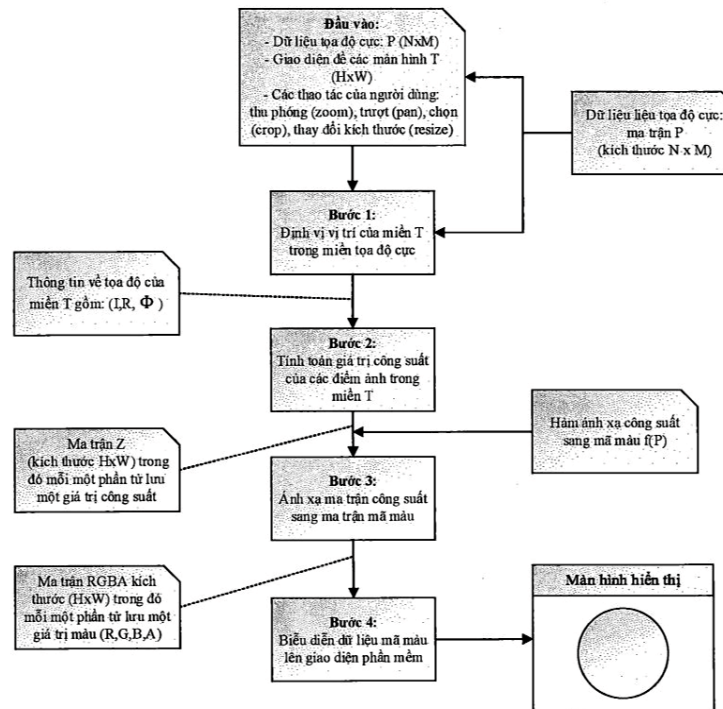 Đầu vào:
- Dữ liệu tọa độ cực: P (NxM)
- Giao diện để các màn hình T
(HxW)
- Các thao tác của người dùng:
thu phóng (zoom), trượt (pan), chọn
(crop), thay đổi kích thước (resize)
Dữ liệu liệu tọa độ cực:
ma trận P
(kích thước N x M)
Bước 1:
Định vị vị trí của miền T
trong miền tọa độ cực
Thông tin về tọa độ của
miền T gồm: (I,R, Φ )
Bước 2:
Tính toán giá trị công suất
của các điểm ảnh trong
miền T
Hàm ánh xạ công suất
sang mã màu f(P)
Ma trận Z
(kích thước HxW) trong
đó mỗi một phần tử lưu
một giá trị công suất
Bước 3:
Ánh xạ ma trận công suất
sang ma trận mã màu
Ma trận RGBA kích
thước (HxW) trong đó
mỗi một phần tử lưu một
giá trị màu (R,G,B,A)
Bước 4:
Biểu diễn dữ liệu mã màu
lên giao diện phần mềm
Màn hình hiển thị